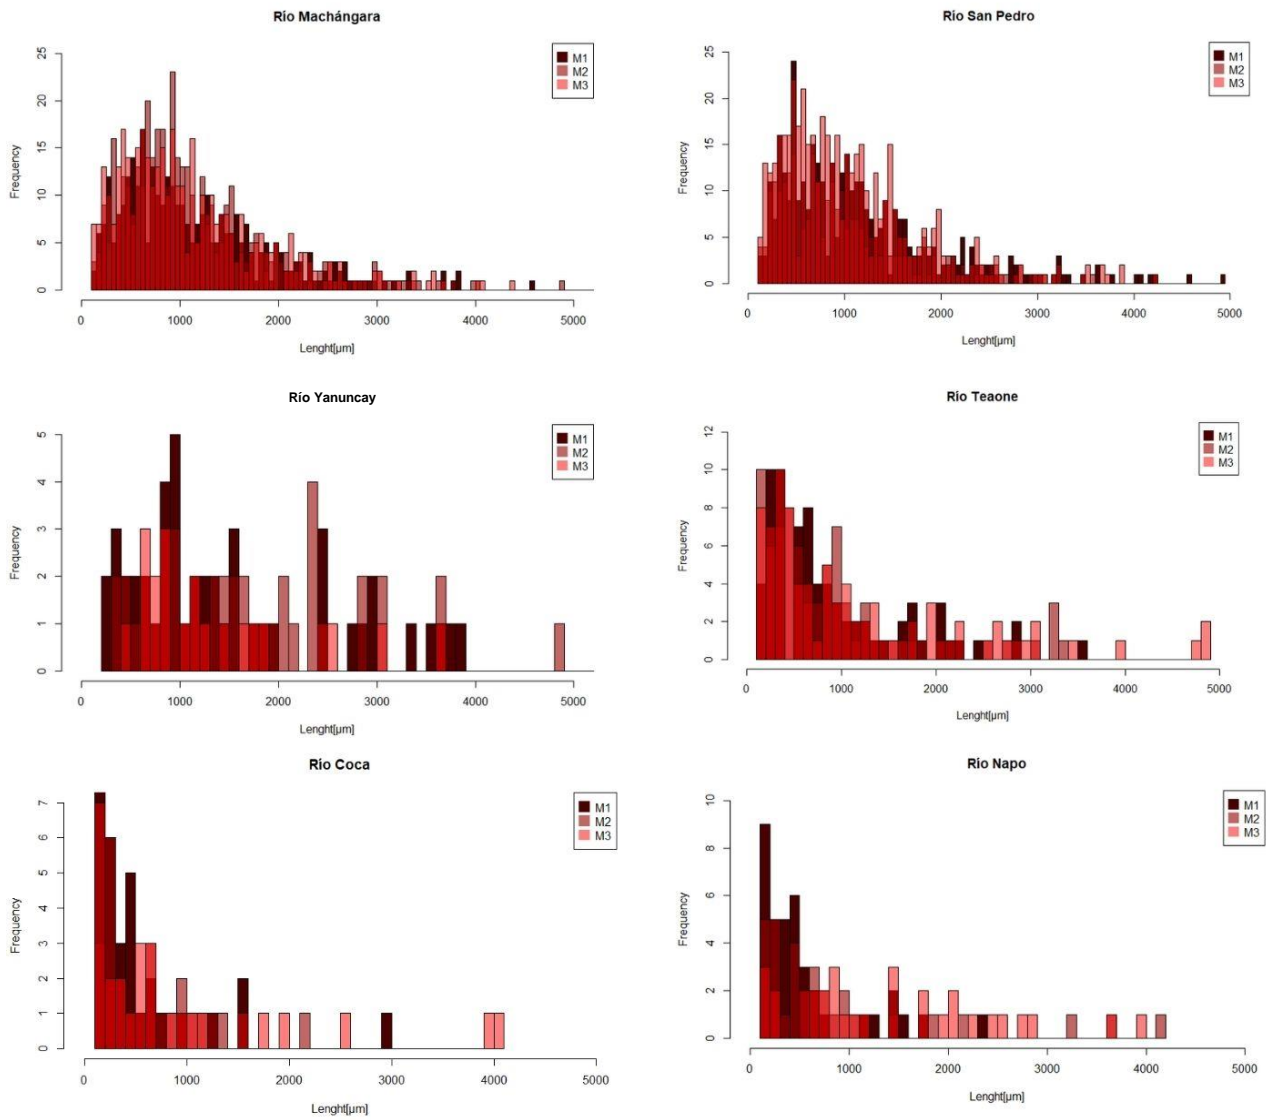 Río Machángara
M1
M2
M3
25
20
15
10
5
0
Frequency
0 1000 2000 3000 4000 5000
Lenght[µm]
Río San Pedro
M1
M2
M3
25
20
15
10
5
0
Frequency
0 1000 2000 3000 4000 5000
Lenght[µm]
Río Yanuncay
M1
M2
M3
5
4
3
2
1
0
Frequency
0 1000 2000 3000 4000 5000
Lenght[µm]
Río Teaone
M1
M2
M3
12
10
8
6
4
2
0
Frequency
0 1000 2000 3000 4000 5000
Lenght[µm]
Río Coca
M1
M2
M3
7
6
5
4
3
2
1
0
Frequency
0 1000 2000 3000 4000 5000
Lenght[µm]
Río Napo
M1
M2
M3
10
8
6
4
2
0
Frequency
0 1000 2000 3000 4000 5000
Lenght[µm]